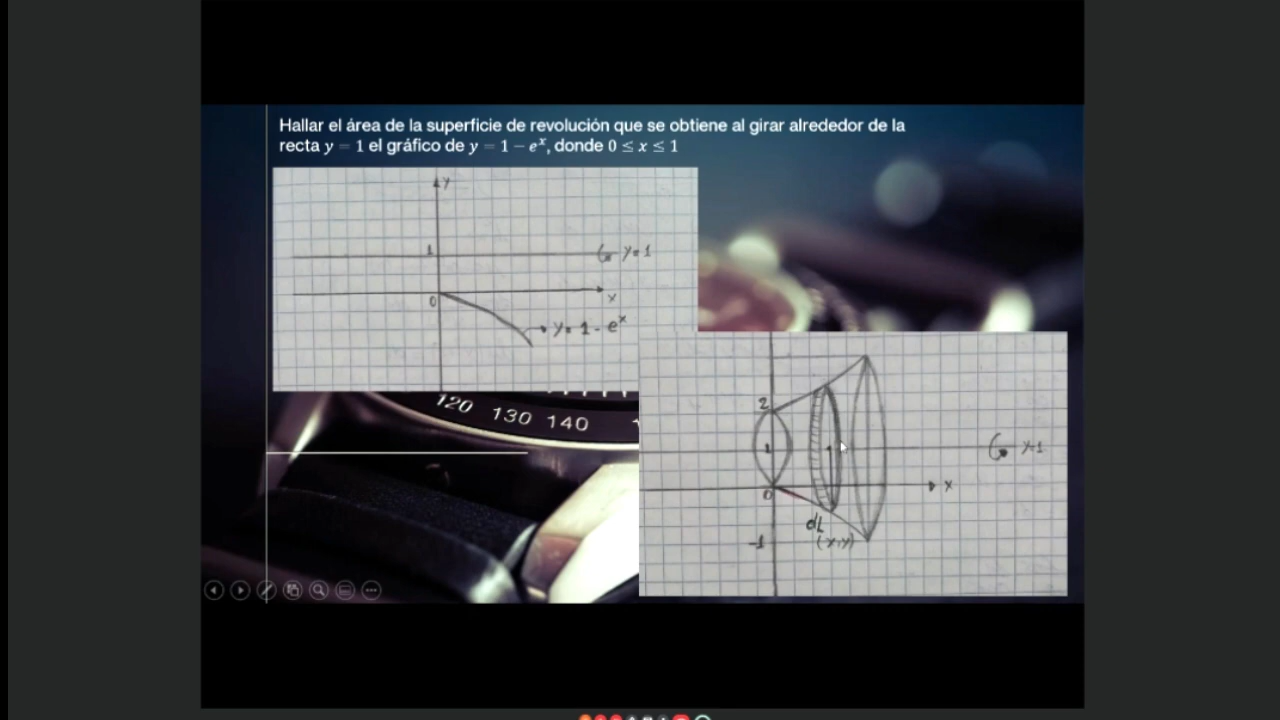 Hallar el área de la superficie de revolución que se obtiene al girar alrededor de la
recta y = 1 el gráfico de y = 1 − eˣ, donde 0 ≤ x ≤ 1
y
1
y=1
0
x
y=1-eˣ
120 130 140
2
1
y=1
0
x
dL
-1
(x,y)